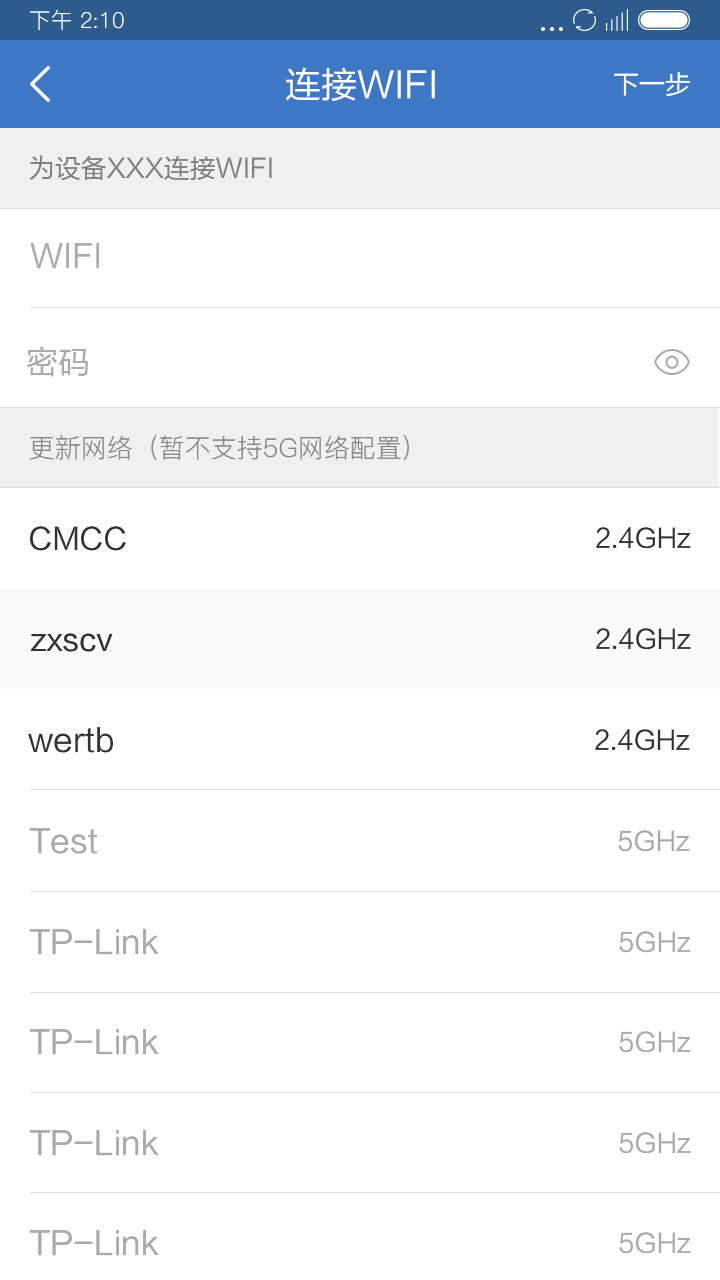 下午 2:10
连接WIFI
下一步
为设备XXX连接WIFI
WIFI
密码
更新网络（暂不支持5G网络配置）
CMCC 2.4GHz
zxscv 2.4GHz
wertb 2.4GHz
Test 5GHz
TP-Link 5GHz
TP-Link 5GHz
TP-Link 5GHz
TP-Link 5GHz